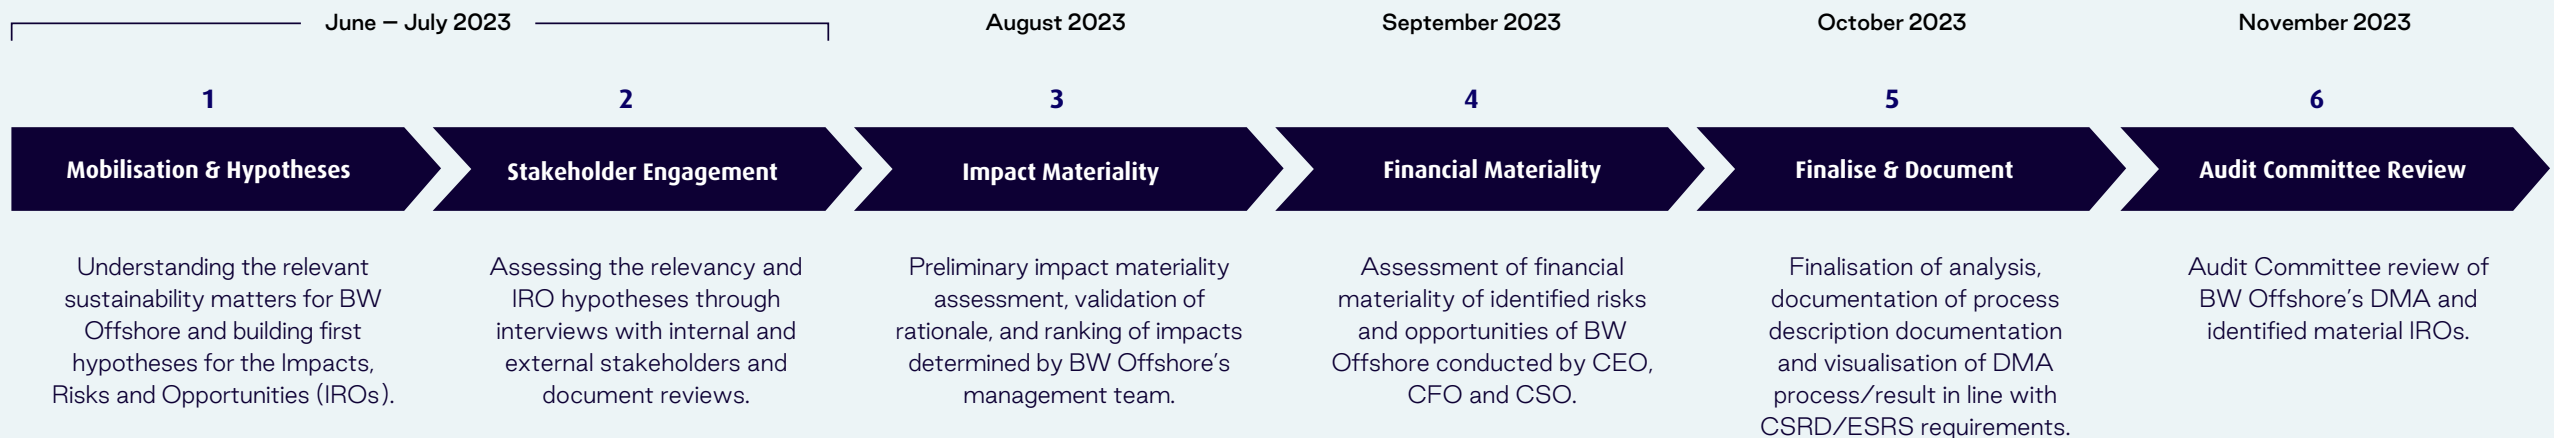 June – July 2023
August 2023
September 2023
October 2023
November 2023
1
2
3
4
5
6
Mobilisation & Hypotheses
Stakeholder Engagement
Impact Materiality
Financial Materiality
Finalise & Document
Audit Committee Review
Understanding the relevant
sustainability matters for BW
Offshore and building first
hypotheses for the Impacts,
Risks and Opportunities (IROs).
Assessing the relevancy and
IRO hypotheses through
interviews with internal and
external stakeholders and
document reviews.
Preliminary impact materiality
assessment, validation of
rationale, and ranking of impacts
determined by BW Offshore's
management team.
Assessment of financial
materiality of identified risks
and opportunities of BW
Offshore conducted by CEO,
CFO and CSO.
Finalisation of analysis,
documentation of process
description documentation
and visualisation of DMA
process/result in line with
CSRD/ESRS requirements.
Audit Committee review of
BW Offshore's DMA and
identified material IROs.